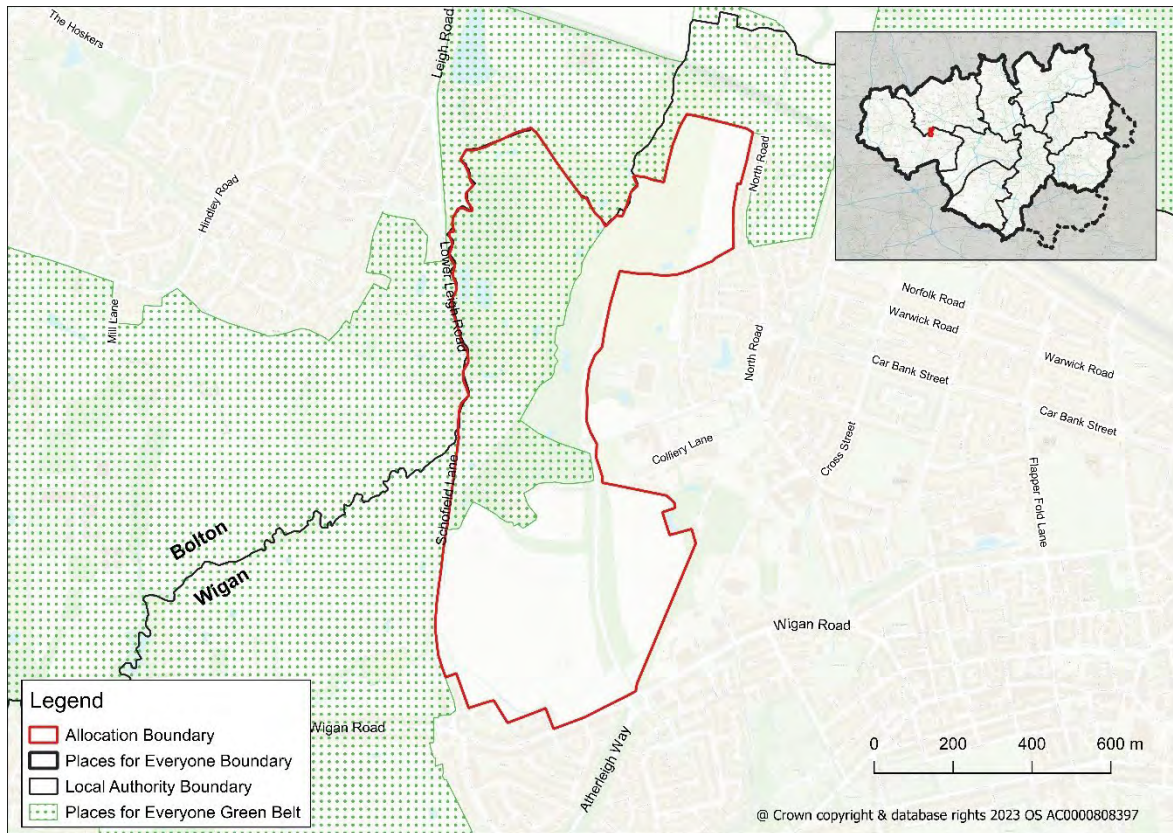 The Hoskers
Leigh Road
Hindley Road
North Road
Lower Leigh Road
Mill Lane
Norfolk Road
Warwick Road
North Road
Warwick Road
Car Bank Street
Car Bank Street
Cross Street
Colliery Lane
Flapper Fold Lane
Schofield Lane
Bolton
Wigan
Wigan Road
Wigan Road
Atherleigh Way
Legend
Allocation Boundary
Places for Everyone Boundary
Local Authority Boundary
Places for Everyone Green Belt
0 200 400 600 m
@ Crown copyright & database rights 2023 OS AC0000808397